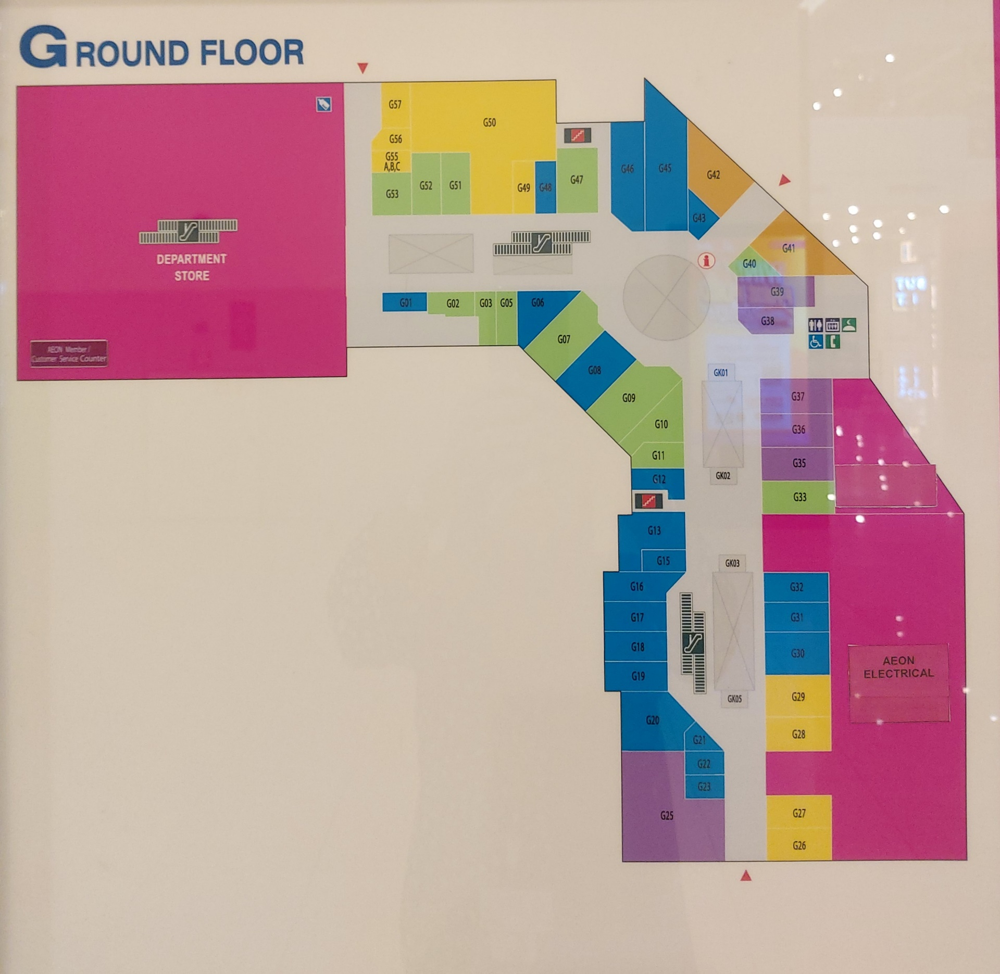 GROUND FLOOR
G57
G50
G56
G55
A,B,C
G53
G52
G51
G49
G48
G47
G46
G45
G42
G43
G41
G40
G39
G38
DEPARTMENT
STORE
AEON Member /
Customer Service Counter
G01
G02
G03
G05
G06
G07
G08
G09
G10
G11
G12
GK01
GK02
G37
G36
G35
G33
G13
G15
G16
G17
G18
G19
G20
G21
G22
G23
G25
GK03
GK05
G32
G31
G30
G29
G28
G27
G26
AEON
ELECTRICAL